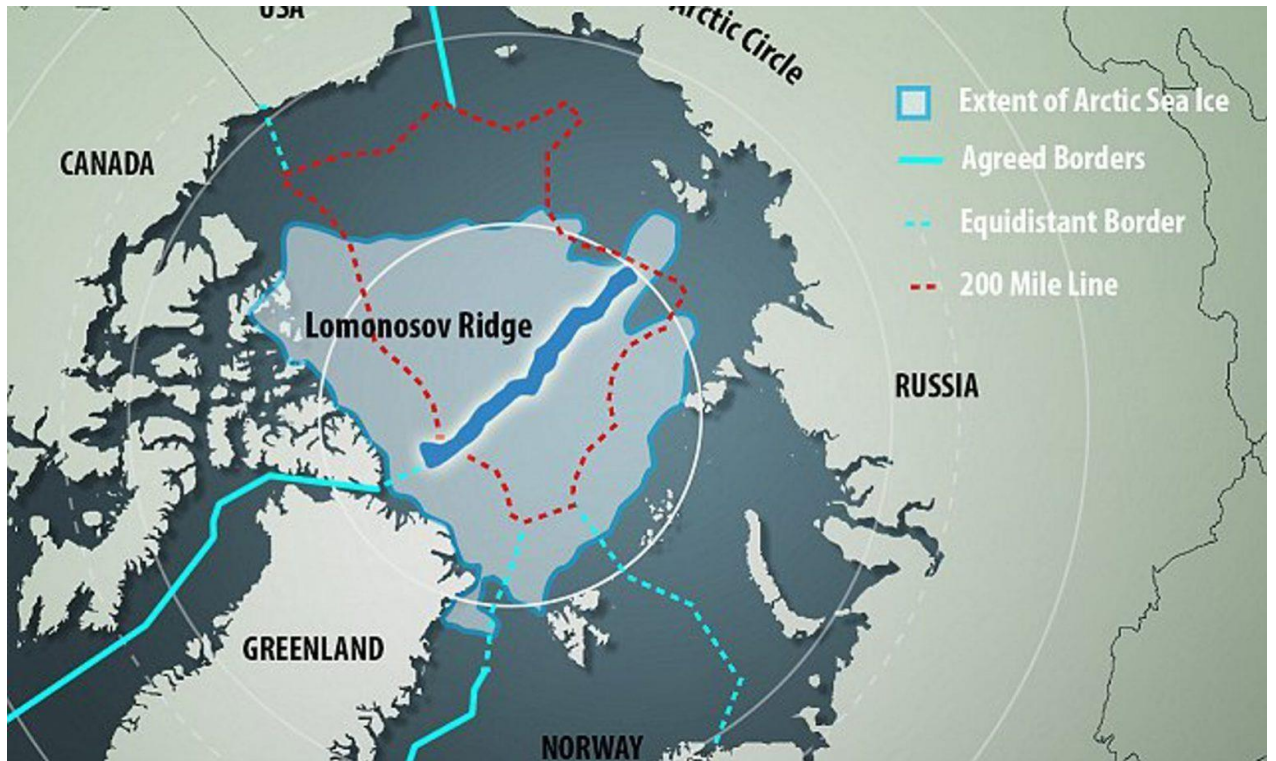 USA
Arctic Circle
Extent of Arctic Sea Ice
CANADA
Agreed Borders
Equidistant Border
200 Mile Line
Lomonosov Ridge
RUSSIA
GREENLAND
NORWAY